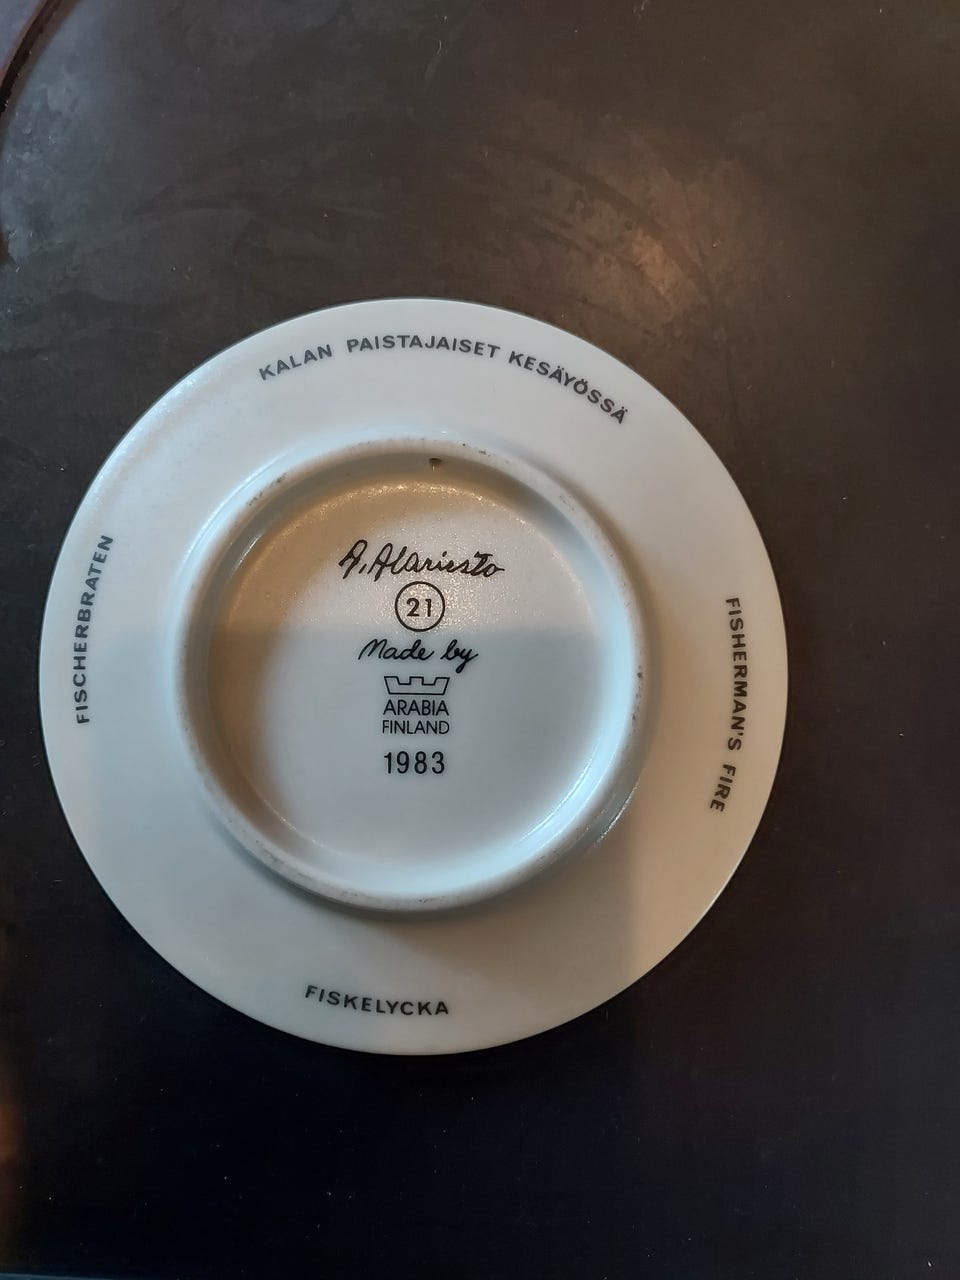 KALAN PAISTAJAISET KESÄYÖSSÄ
FISCHERBRATEN
A. Alariesto
21
Made by
ARABIA
FINLAND
1983
FISHERMAN'S FIRE
FISKELYCKA